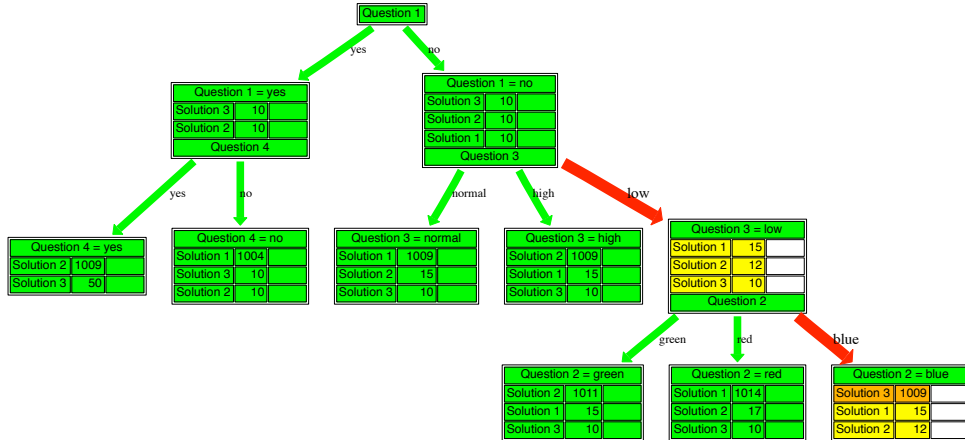 Question 1
yes
no
Question 1 = yes
Solution 3 10
Solution 2 10
Question 4
Question 1 = no
Solution 3 10
Solution 2 10
Solution 1 10
Question 3
yes
no
normal
high
low
Question 4 = yes
Solution 2 1009
Solution 3 50
Question 4 = no
Solution 1 1004
Solution 3 10
Solution 2 10
Question 3 = normal
Solution 1 1009
Solution 2 15
Solution 3 10
Question 3 = high
Solution 2 1009
Solution 1 15
Solution 3 10
Question 3 = low
Solution 1 15
Solution 2 12
Solution 3 10
Question 2
green
red
blue
Question 2 = green
Solution 2 1011
Solution 1 15
Solution 3 10
Question 2 = red
Solution 1 1014
Solution 2 17
Solution 3 10
Question 2 = blue
Solution 3 1009
Solution 1 15
Solution 2 12